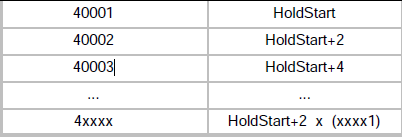 40001 HoldStart
40002 HoldStart+2
40003 HoldStart+4
... ...
4xxxx HoldStart+2 x (xxxx1)